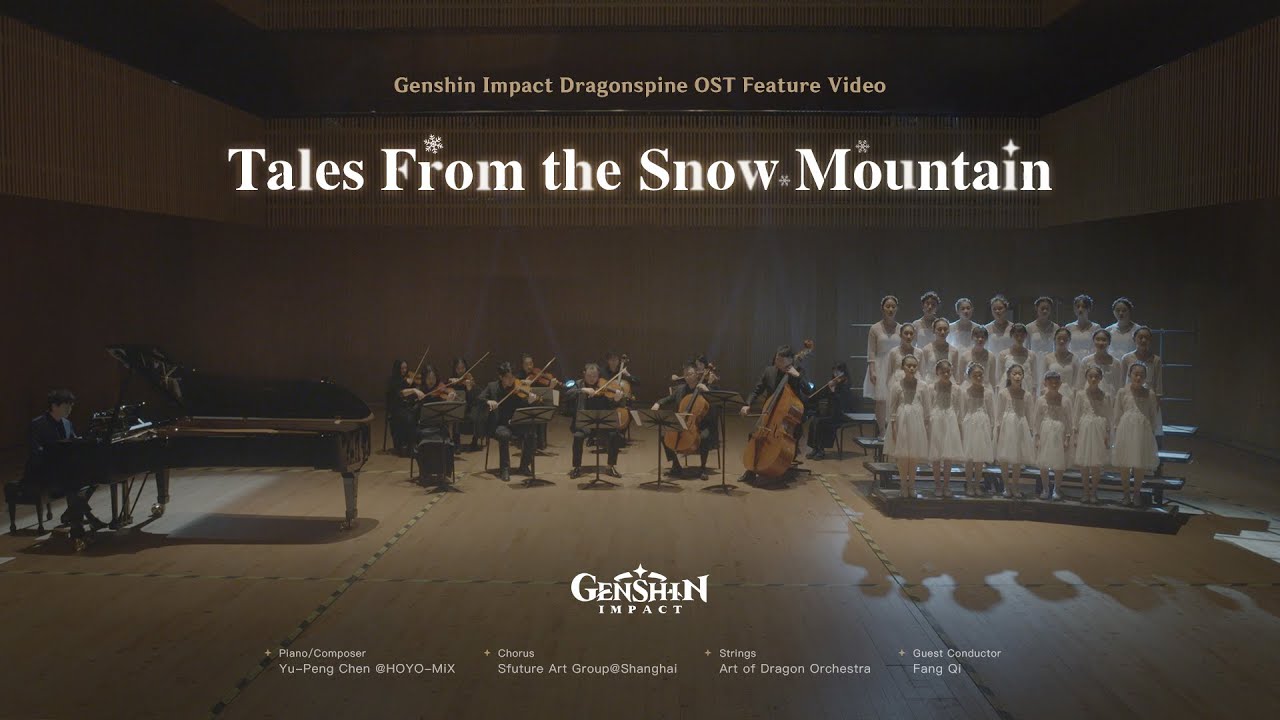 Genshin Impact Dragonspine OST Feature Video
Tales From the Snow Mountain
GENSHIN
IMPACT
Piano/Composer
Yu-Peng Chen @HOYO-MiX
Chorus
Sfuture Art Group@Shanghai
Strings
Art of Dragon Orchestra
Guest Conductor
Fang Qi